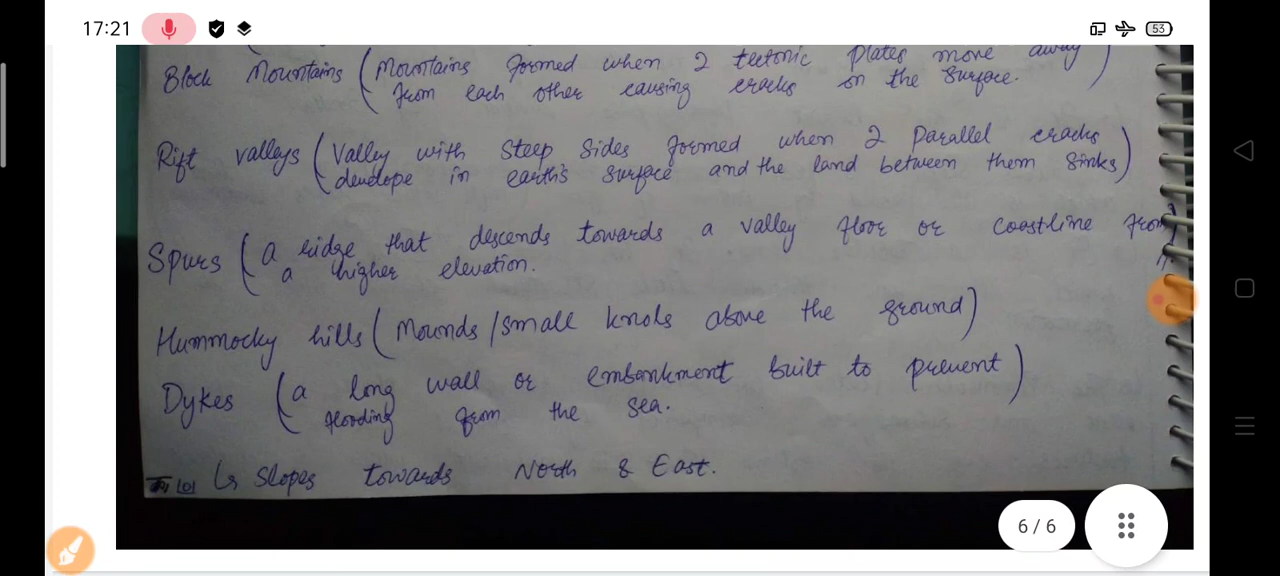 17:21
53
Block Mountains (Mountains formed when 2 tectonic plates move away)
from each other causing cracks on the surface.
Rift valleys (Valley with steep sides formed when 2 Parallel cracks)
develope in earth's surface and the land between them sinks)
Spurs (a ridge that descends towards a valley floor or coastline from)
a higher elevation.
Hummocky hills (Mounds/small knols above the ground)
Dykes (a long wall or embankment built to prevent)
flooding from the sea.
↳ Slopes towards North & East.
6 / 6